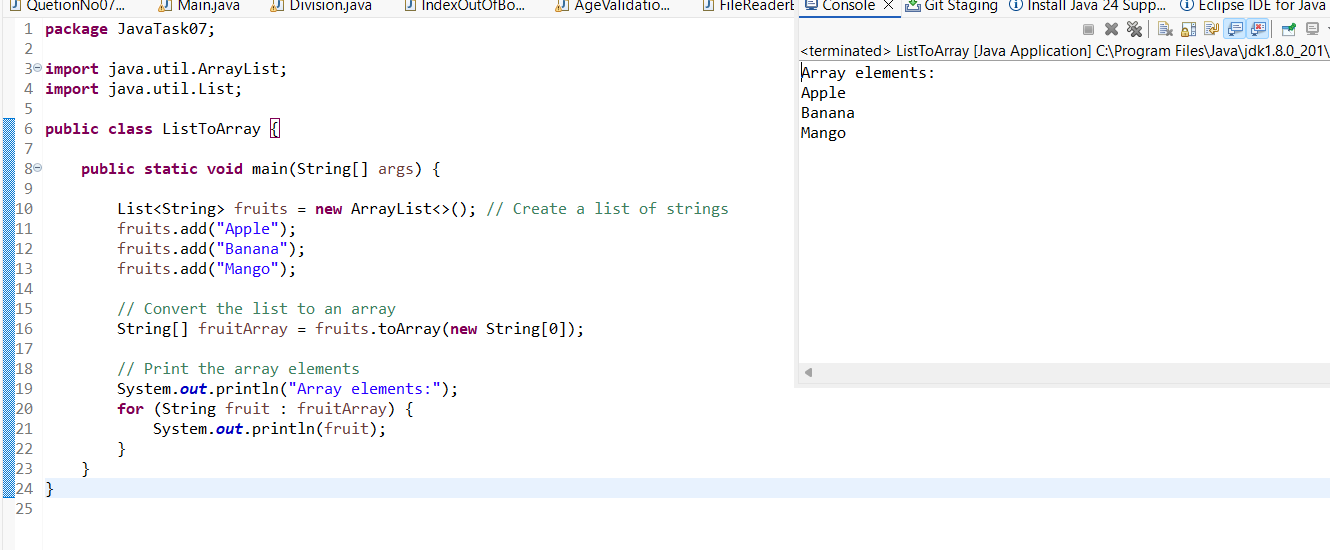 QuetionNo07...
Main.java
Division.java
IndexOutOfBo...
AgeValidatio...
FileReaderE
Console
Git Staging
Install Java 24 Supp...
Eclipse IDE for Java
1 package JavaTask07;
2
3 import java.util.ArrayList;
4 import java.util.List;
5
6 public class ListToArray {
7
8 public static void main(String[] args) {
9
10 List<String> fruits = new ArrayList<>(); // Create a list of strings
11 fruits.add("Apple");
12 fruits.add("Banana");
13 fruits.add("Mango");
14
15 // Convert the list to an array
16 String[] fruitArray = fruits.toArray(new String[0]);
17
18 // Print the array elements
19 System.out.println("Array elements:");
20 for (String fruit : fruitArray) {
21 System.out.println(fruit);
22 }
23 }
24 }
25
<terminated> ListToArray [Java Application] C:\Program Files\Java\jdk1.8.0_201\
Array elements:
Apple
Banana
Mango